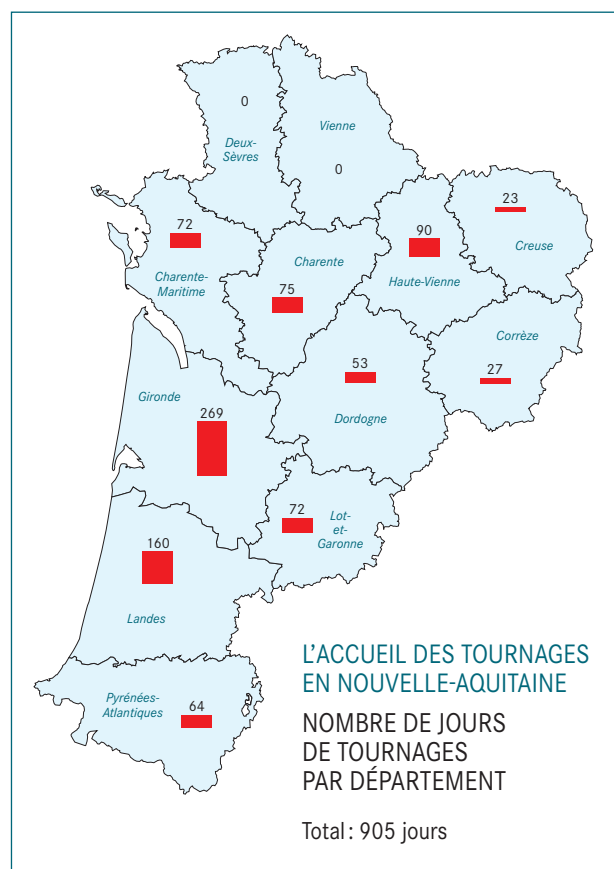 0
Deux-
Sèvres
Vienne
0
23
Creuse
72
Charente-
Maritime
Charente
75
90
Haute-Vienne
Corrèze
27
53
Dordogne
Gironde
269
72
Lot-
et-
Garonne
160
Landes
Pyrénées-
Atlantiques
64
L’ACCUEIL DES TOURNAGES
EN NOUVELLE-AQUITAINE
NOMBRE DE JOURS
DE TOURNAGES
PAR DÉPARTEMENT
Total : 905 jours